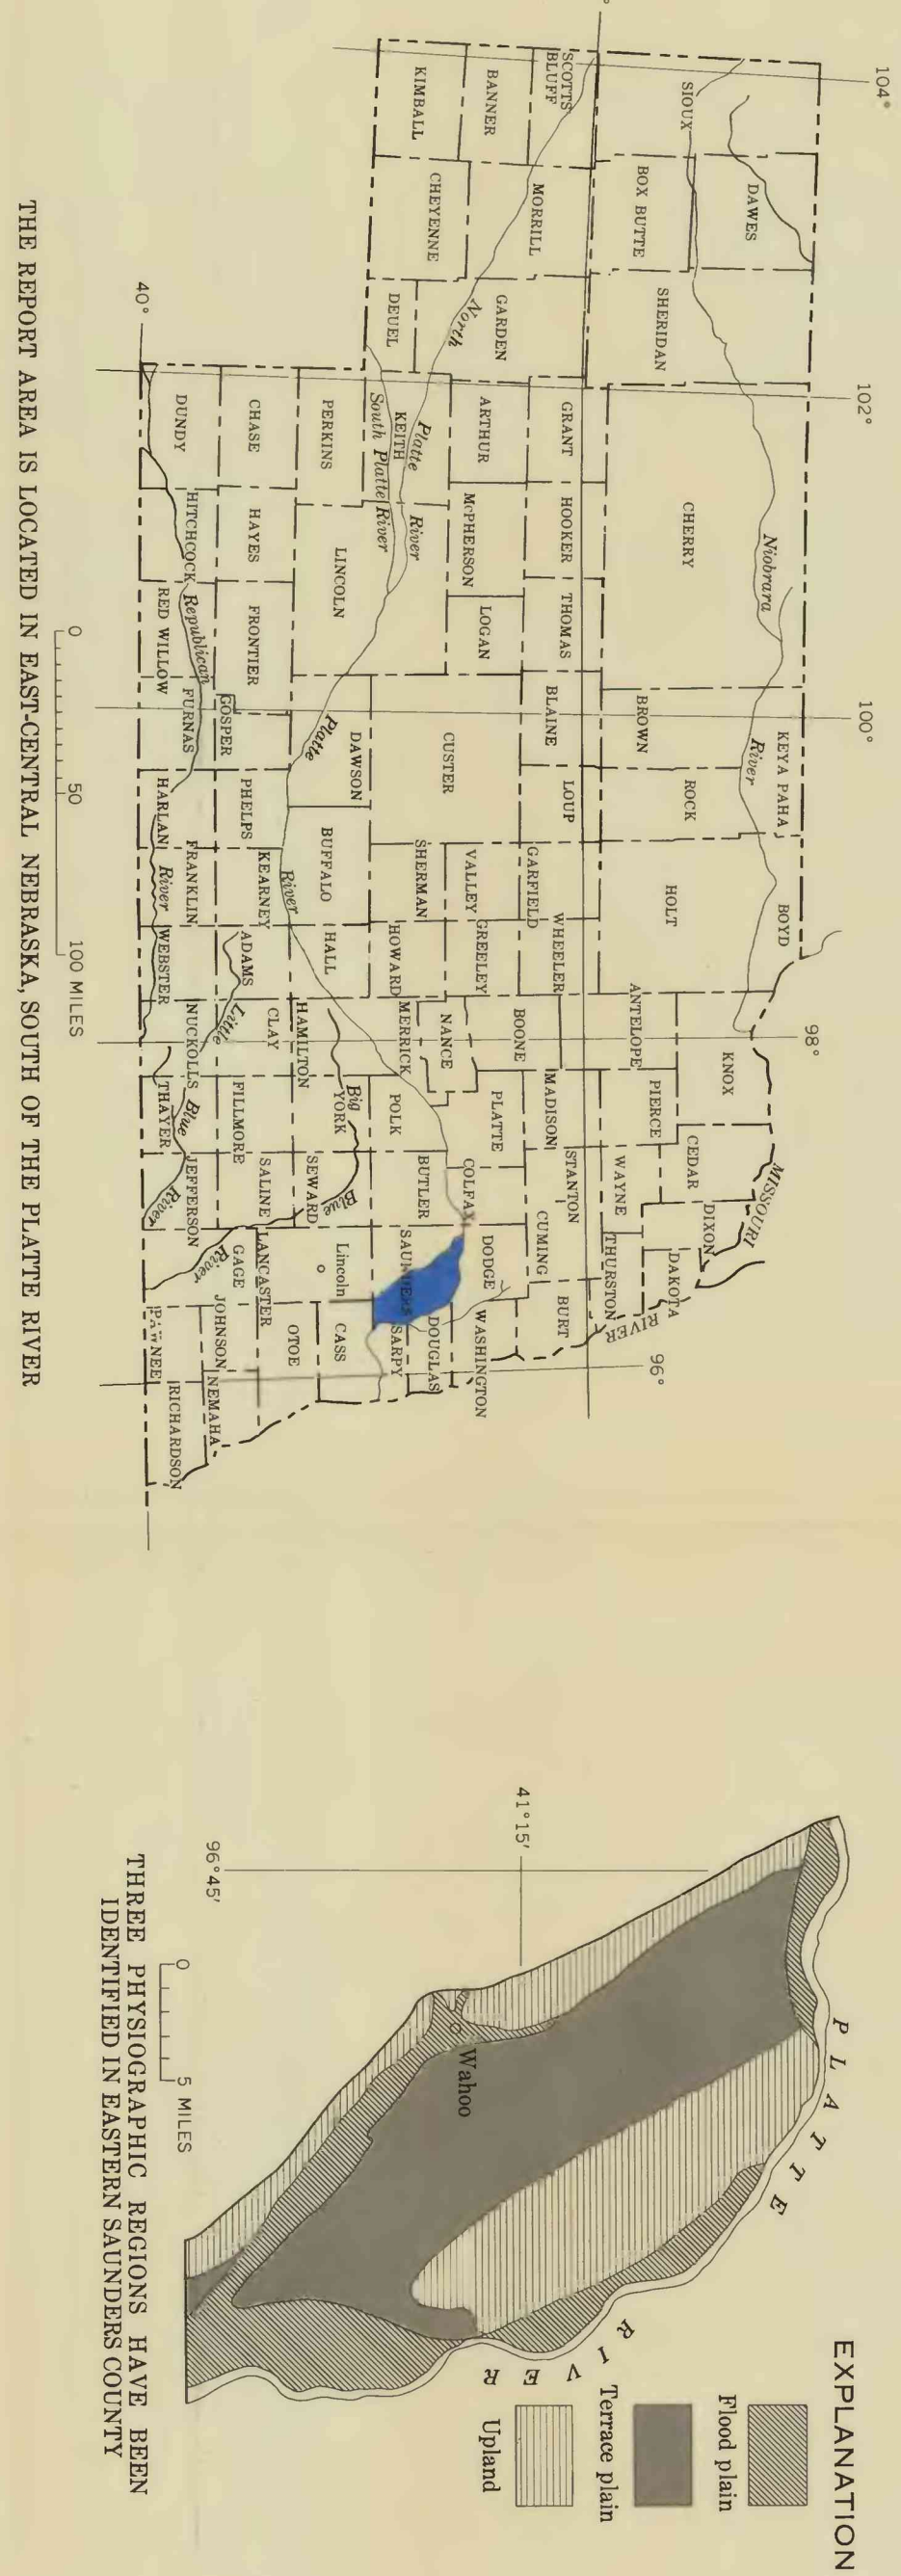 104°
102°
100°
98°
96°
40°
SIOUX
DAWES
BOX BUTTE
SHERIDAN
SCOTTS
BLUFF
BANNER
KIMBALL
MORRILL
CHEYENNE
GARDEN
DEUEL
North
Platte
River
South Platte
River
CHERRY
Niobrara
River
GRANT
HOOKER
THOMAS
ARTHUR
McPHERSON
LOGAN
KEITH
PERKINS
LINCOLN
CHASE
HAYES
FRONTIER
DUNDY
HITCHCOCK
RED WILLOW
Republican
River
KEYA PAHA
BROWN
ROCK
BLAINE
LOUP
CUSTER
DAWSON
Platte
River
GOSPER
FURNAS
PHELPS
HARLAN
BOYD
HOLT
GARFIELD
WHEELER
VALLEY
GREELEY
SHERMAN
HOWARD
BUFFALO
HALL
KEARNEY
ADAMS
FRANKLIN
WEBSTER
KNOX
ANTELOPE
PIERCE
CEDAR
DIXON
DAKOTA
MISSOURI
RIVER
BOONE
MADISON
STANTON
WAYNE
THURSTON
CUMING
BURT
NANCE
MERRICK
PLATTE
COLFAX
DODGE
WASHINGTON
POLK
BUTLER
SAUNDERS
DOUGLAS
SARPY
HAMILTON
YORK
SEWARD
Lincoln
LANCASTER
CASS
OTOE
CLAY
FILLMORE
SALINE
GAGE
JOHNSON
NEMAHA
NUCKOLLS
THAYER
JEFFERSON
PAWNEE
RICHARDSON
Little
Blue
River
Big
Blue
River
0
50
100 MILES
THE REPORT AREA IS LOCATED IN EAST-CENTRAL NEBRASKA, SOUTH OF THE PLATTE RIVER
EXPLANATION
Flood plain
Terrace plain
Upland
PLATTE
RIVER
41°15′
96°45′
Wahoo
0
5 MILES
THREE PHYSIOGRAPHIC REGIONS HAVE BEEN
IDENTIFIED IN EASTERN SAUNDERS COUNTY